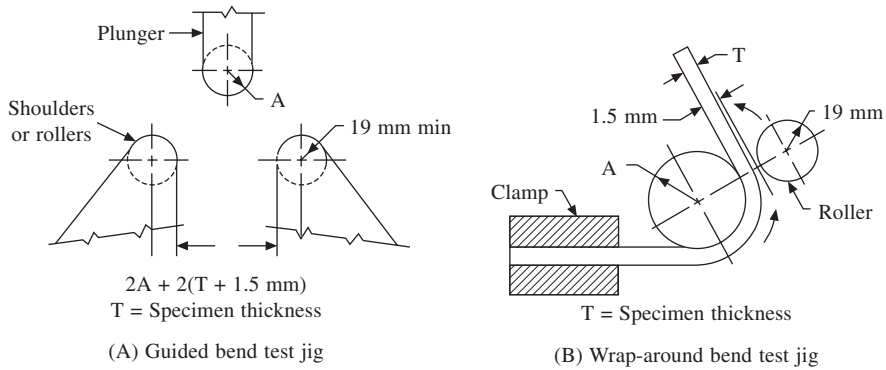 Plunger
A
Shoulders
or rollers
19 mm min
2A + 2(T + 1.5 mm)
T = Specimen thickness
(A) Guided bend test jig
T
1.5 mm
19 mm
A
Clamp
Roller
T = Specimen thickness
(B) Wrap-around bend test jig